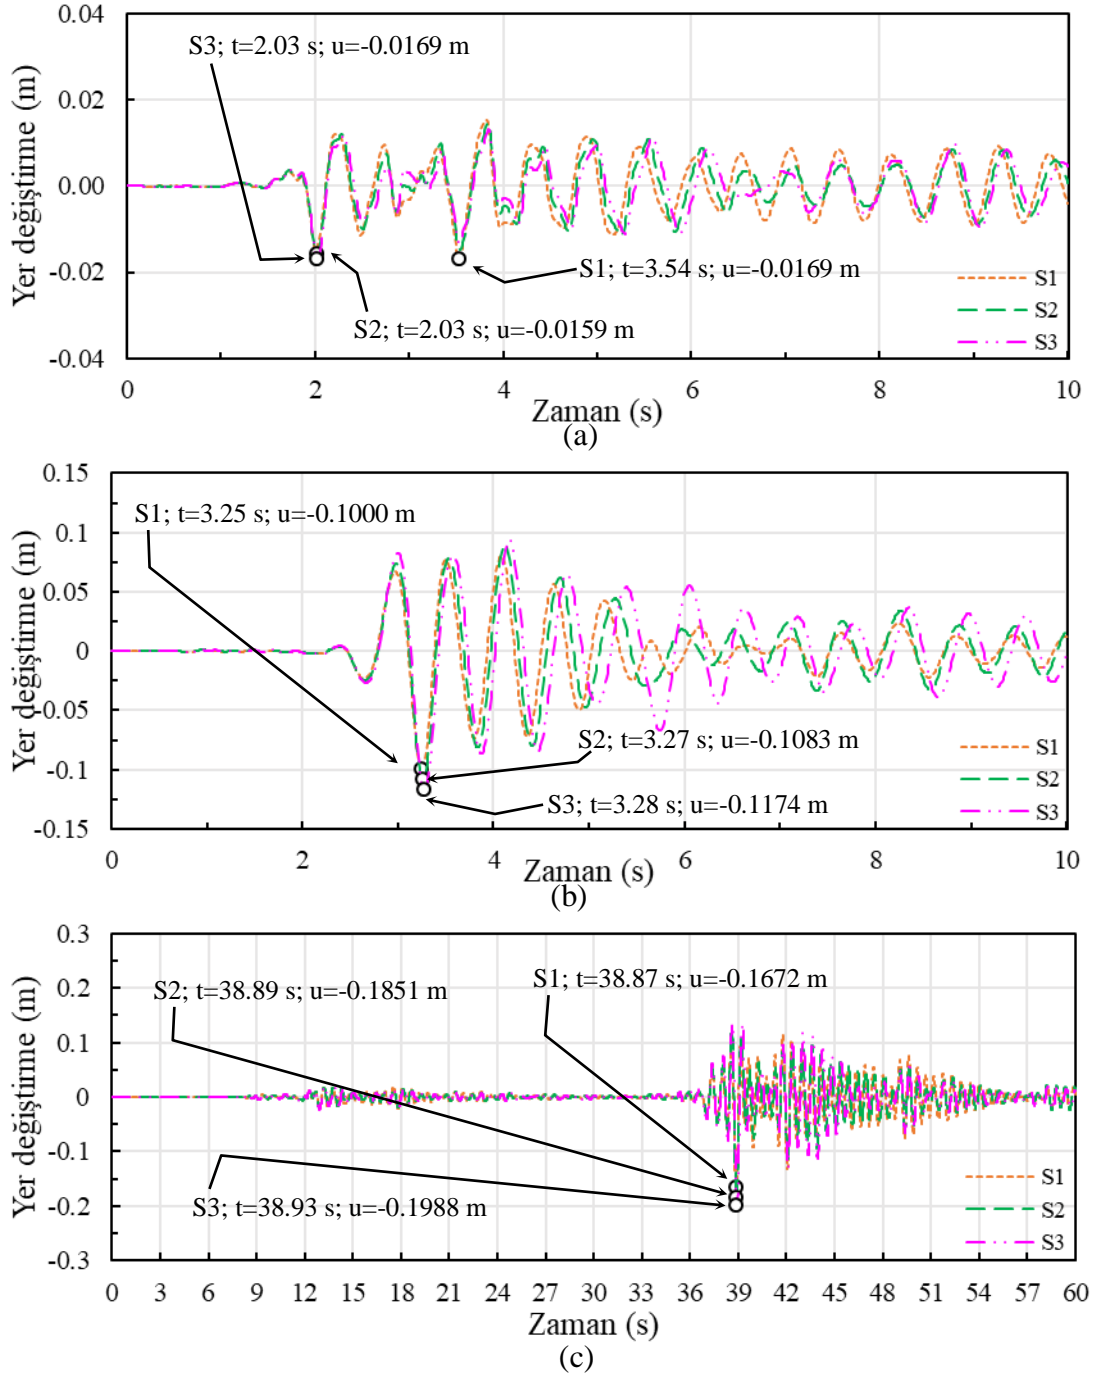 0.04
S3; t=2.03 s; u=-0.0169 m
0.02
Yer değiştirme (m)
0.00
S1; t=3.54 s; u=-0.0169 m
-0.02
S1
S2
S2; t=2.03 s; u=-0.0159 m
S3
-0.04
0 2 4 6 8 10
Zaman (s)
(a)
0.15
S1; t=3.25 s; u=-0.1000 m
0.1
0.05
Yer değiştirme (m)
0
-0.05
S2; t=3.27 s; u=-0.1083 m
S1
-0.1
S2
S3; t=3.28 s; u=-0.1174 m
S3
-0.15
0 2 4 6 8 10
Zaman (s)
(b)
0.3
S1; t=38.87 s; u=-0.1672 m
S2; t=38.89 s; u=-0.1851 m
0.2
0.1
Yer değiştirme (m)
0
-0.1
S1
-0.2
S3; t=38.93 s; u=-0.1988 m
S2
S3
-0.3
0 3 6 9 12 15 18 21 24 27 30 33 36 39 42 45 48 51 54 57 60
Zaman (s)
(c)